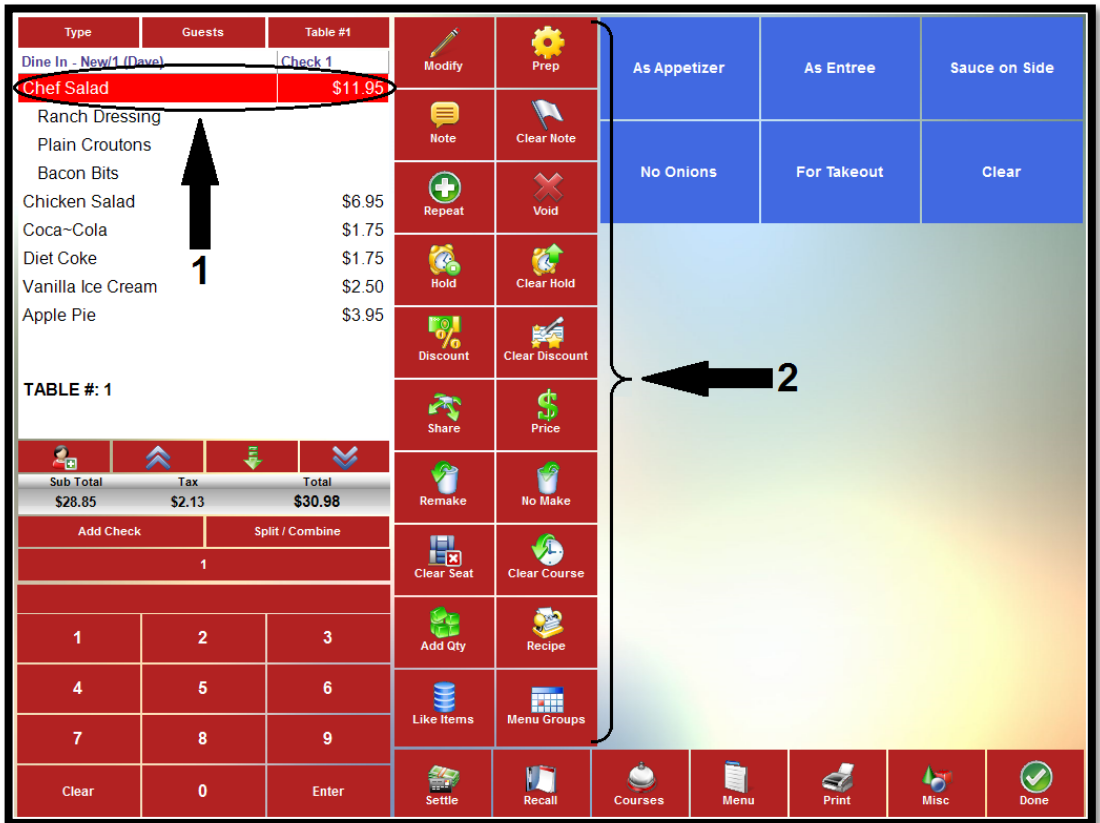 Type Guests Table #1
Dine In - New/1 (Dave) Check 1
Chef Salad $11.95
Ranch Dressing
Plain Croutons
Bacon Bits
Chicken Salad $6.95
Coca~Cola $1.75
Diet Coke $1.75
Vanilla Ice Cream $2.50
Apple Pie $3.95
TABLE #: 1
1
Sub Total Tax Total
$28.85 $2.13 $30.98
Add Check Split / Combine
1
1 2 3
4 5 6
7 8 9
Clear 0 Enter
Modify Prep
Note Clear Note
Repeat Void
Hold Clear Hold
Discount Clear Discount
Share Price
Remake No Make
Clear Seat Clear Course
Add Qty Recipe
Like Items Menu Groups
2
As Appetizer As Entree Sauce on Side
No Onions For Takeout Clear
Settle Recall Courses Menu Print Misc Done